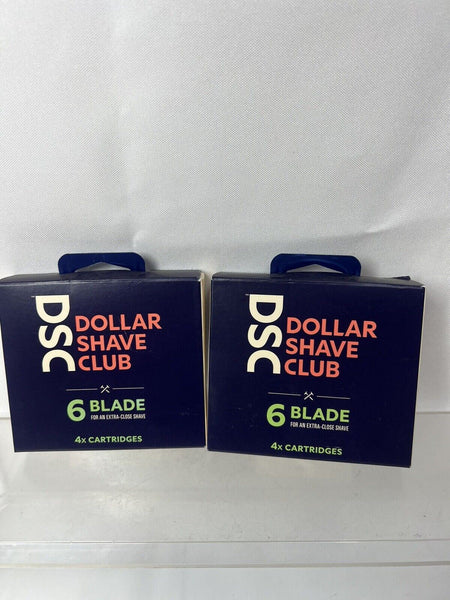 DSC
DOLLAR
SHAVE
CLUB
6 BLADE
FOR AN EXTRA-CLOSE SHAVE
4x CARTRIDGES
DSC
DOLLAR
SHAVE
CLUB
6 BLADE
FOR AN EXTRA-CLOSE SHAVE
4x CARTRIDGES